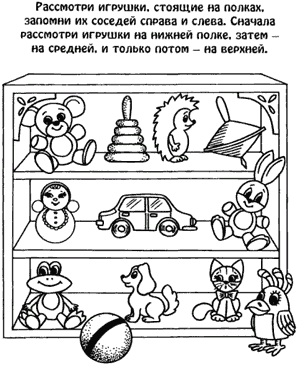 Рассмотри игрушки, стоящие на полках,
запомни их соседей справа и слева. Сначала
рассмотри игрушки на нижней полке, затем –
на средней, и только потом – на верхней.